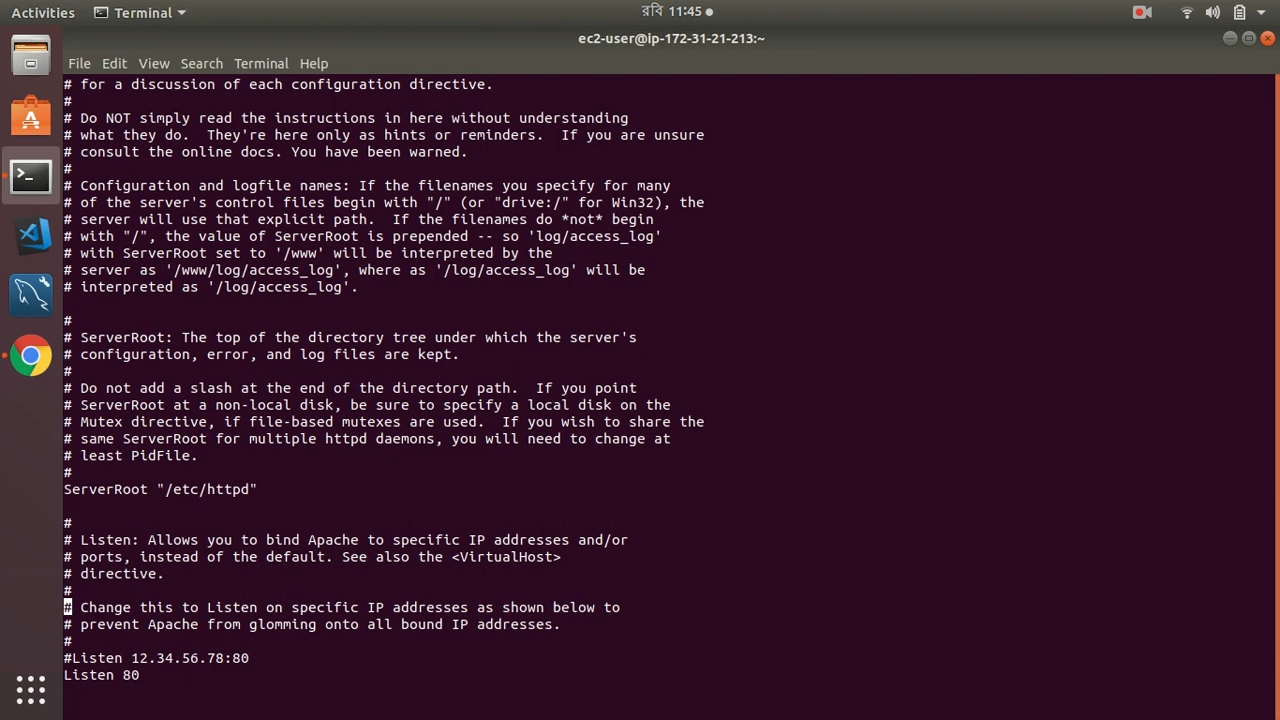 Activities
Terminal
রবি 11:45
ec2-user@ip-172-31-21-213:~
File Edit View Search Terminal Help
# for a discussion of each configuration directive.
#
# Do NOT simply read the instructions in here without understanding
# what they do.  They're here only as hints or reminders.  If you are unsure
# consult the online docs. You have been warned.
#
# Configuration and logfile names: If the filenames you specify for many
# of the server's control files begin with "/" (or "drive:/" for Win32), the
# server will use that explicit path.  If the filenames do *not* begin
# with "/", the value of ServerRoot is prepended -- so 'log/access_log'
# with ServerRoot set to '/www' will be interpreted by the
# server as '/www/log/access_log', where as '/log/access_log' will be
# interpreted as '/log/access_log'.

#
# ServerRoot: The top of the directory tree under which the server's
# configuration, error, and log files are kept.
#
# Do not add a slash at the end of the directory path.  If you point
# ServerRoot at a non-local disk, be sure to specify a local disk on the
# Mutex directive, if file-based mutexes are used.  If you wish to share the
# same ServerRoot for multiple httpd daemons, you will need to change at
# least PidFile.
#
ServerRoot "/etc/httpd"

#
# Listen: Allows you to bind Apache to specific IP addresses and/or
# ports, instead of the default. See also the <VirtualHost>
# directive.
#
# Change this to Listen on specific IP addresses as shown below to
# prevent Apache from glomming onto all bound IP addresses.
#
#Listen 12.34.56.78:80
Listen 80